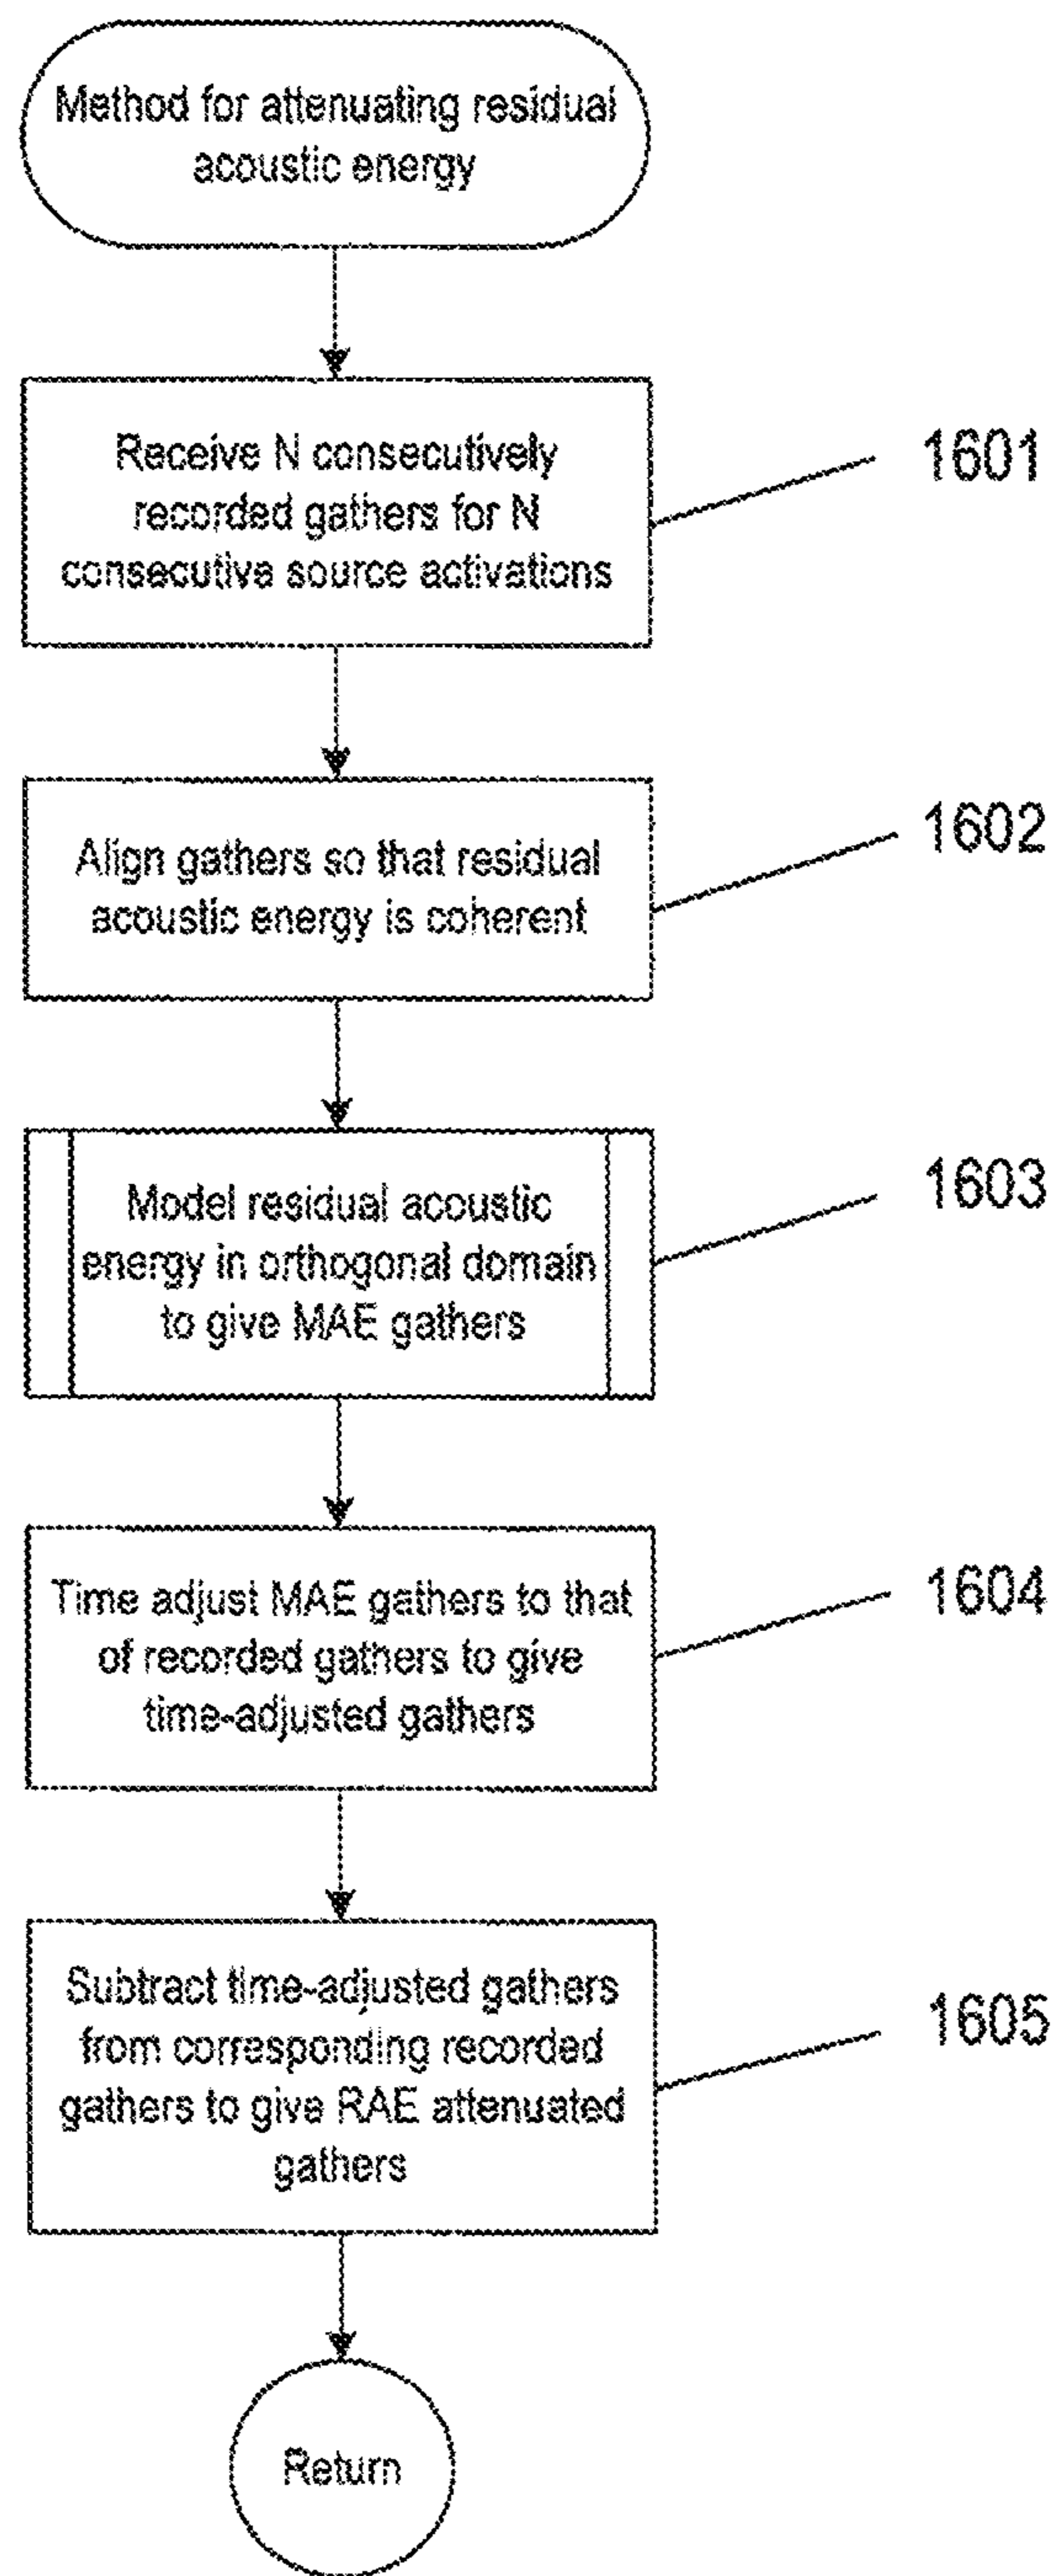 Method for attenuating residual
acoustic energy
Receive N consecutively
recorded gathers for N
consecutive source activations
1601
Align gathers so that residual
acoustic energy is coherent
1602
Model residual acoustic
energy in orthogonal domain
to give MAE gathers
1603
Time adjust MAE gathers to that
of recorded gathers to give
time-adjusted gathers
1604
Subtract time-adjusted gathers
from corresponding recorded
gathers to give RAE attenuated
gathers
1605
Return